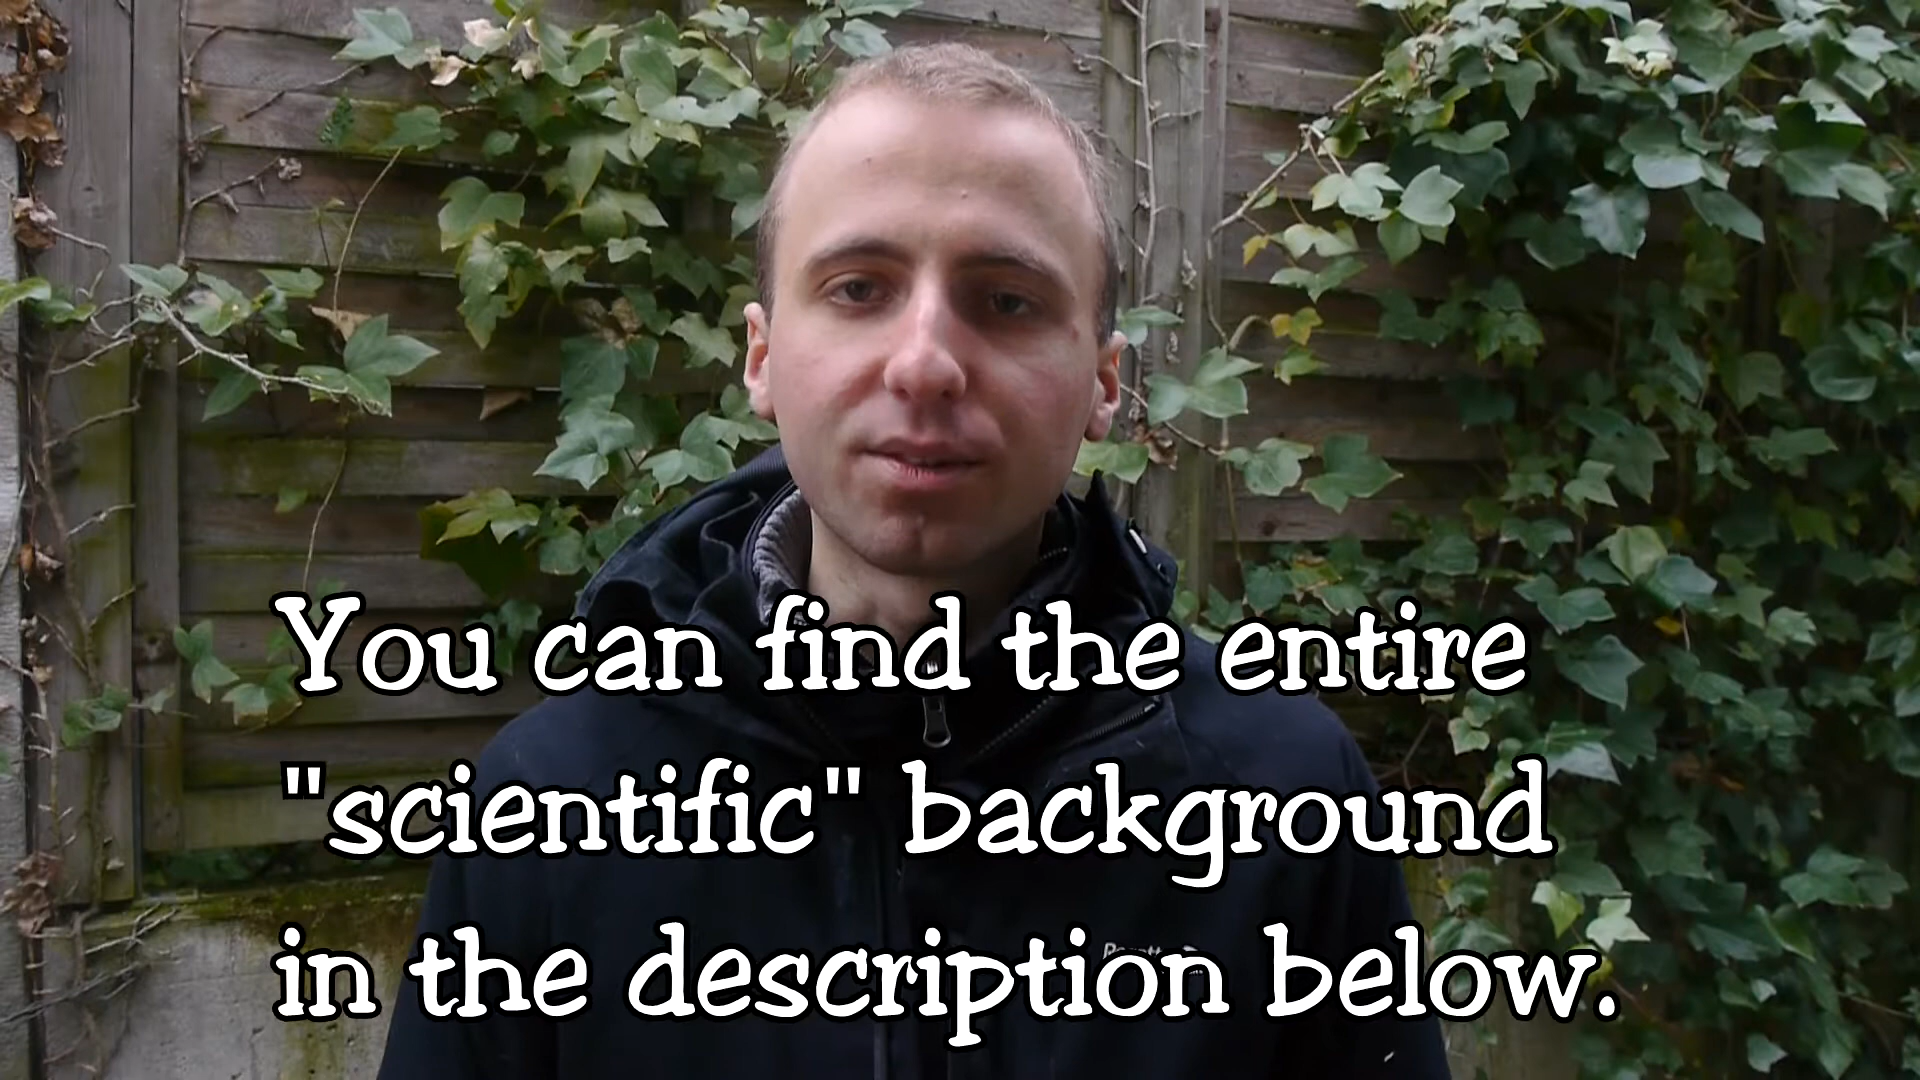 You can find the entire
"scientific" background
in the description below.